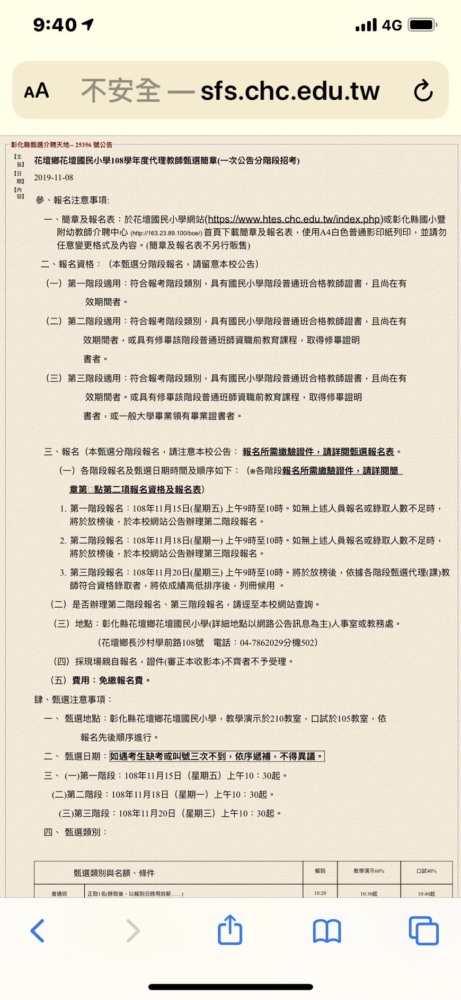 9:40
4G
AA 不安全 — sfs.chc.edu.tw
彰化縣甄選介聘天地-- 25356 號公告
【主旨】 花壇鄉花壇國民小學108學年度代理教師甄選簡章(一次公告分階段招考)
【日期】 2019-11-08
【內容】
參、報名注意事項:
一、簡章及報名表：於花壇國民小學網站(https://www.htes.chc.edu.tw/index.php)或彰化縣國小暨
附幼教師介聘中心 (http://163.23.89.100/boe/) 首頁下載簡章及報名表，使用A4白色普通影印紙列印，並請勿
任意變更格式及內容。(簡章及報名表不另行販售)
二、報名資格：（本甄選分階段報名，請留意本校公告）
（一）第一階段適用：符合報考階段類別，具有國民小學階段普通班合格教師證書，且尚在有
效期間者。
（二）第二階段適用：符合報考階段類別，具有國民小學階段普通班合格教師證書，且尚在有
效期間者，或具有修畢該階段普通班師資職前教育課程，取得修畢證明
書者。
（三）第三階段適用：符合報考階段類別，具有國民小學階段普通班合格教師證書，且尚在有
效期間者。或具有修畢該階段普通班師資職前教育課程，取得修畢證明
書者，或一般大學畢業領有畢業證書者。
三、報名（本甄選分階段報名，請注意本校公告： 報名所需繳驗證件，請詳閱甄選報名表。
（一）各階段報名及甄選日期時間及順序如下：（※各階段報名所需繳驗證件，請詳閱簡
章第□點第二項報名資格及報名表）
1. 第一階段報名：108年11月15日(星期五) 上午9時至10時。如無上述人員報名或錄取人數不足時，
將於放榜後，於本校網站公告辦理第二階段報名。
2. 第二階段報名：108年11月18日(星期一) 上午9時至10時。如無上述人員報名或錄取人數不足時，
將於放榜後，於本校網站公告辦理第三階段報名。
3. 第三階段報名：108年11月20日(星期三) 上午9時至10時。將於放榜後，依據各階段甄選代理(課)教
師符合資格錄取者，將依成績高低排序後，列冊候用 。
（二）是否辦理第二階段報名、第三階段報名，請逕至本校網站查詢。
（三）地點：彰化縣花壇鄉花壇國民小學(詳細地點以網路公告訊息為主)人事室或教務處。
（花壇鄉長沙村學前路108號　電話：04-7862029分機502）
（四）採現場親自報名，證件(審正本收影本)不齊者不予受理。
（五）費用：免繳報名費。
肆、甄選注意事項：
一、 甄選地點：彰化縣花壇鄉花壇國民小學，教學演示於210教室，口試於105教室，依
報名先後順序進行。
二、 甄選日期：如遇考生缺考或叫號三次不到，依序遞補，不得異議。
三、 (一)第一階段：108年11月15日（星期五）上午10：30起。
(二)第二階段：108年11月18日（星期一）上午10：30起。
(三)第三階段：108年11月20日（星期三）上午10：30起。
四、 甄選類別：
甄選類別與名額、條件 報到 教學演示60% 口試40%
普通班 正取1名(錄取後，以報到日錄用敘薪……) 10:20 10:30起 10:40起